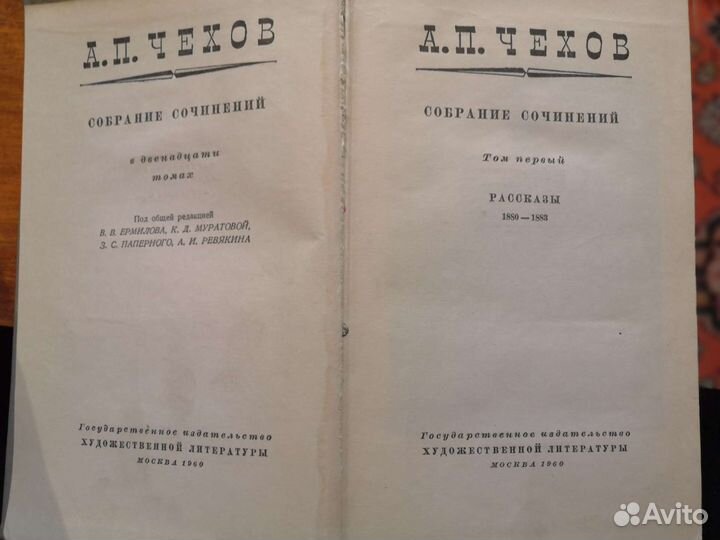 А.П. ЧЕХОВ
СОБРАНИЕ СОЧИНЕНИЙ
в двенадцати
томах
Под общей редакцией
В. В. ЕРМИЛОВА, К. Д. МУРАТОВОЙ,
З. С. ПАПЕРНОГО, А. И. РЕВЯКИНА
Государственное издательство
ХУДОЖЕСТВЕННОЙ ЛИТЕРАТУРЫ
МОСКВА 1960
А.П. ЧЕХОВ
СОБРАНИЕ СОЧИНЕНИЙ
Том первый
РАССКАЗЫ
1880—1883
Государственное издательство
ХУДОЖЕСТВЕННОЙ ЛИТЕРАТУРЫ
МОСКВА 1960
Avito